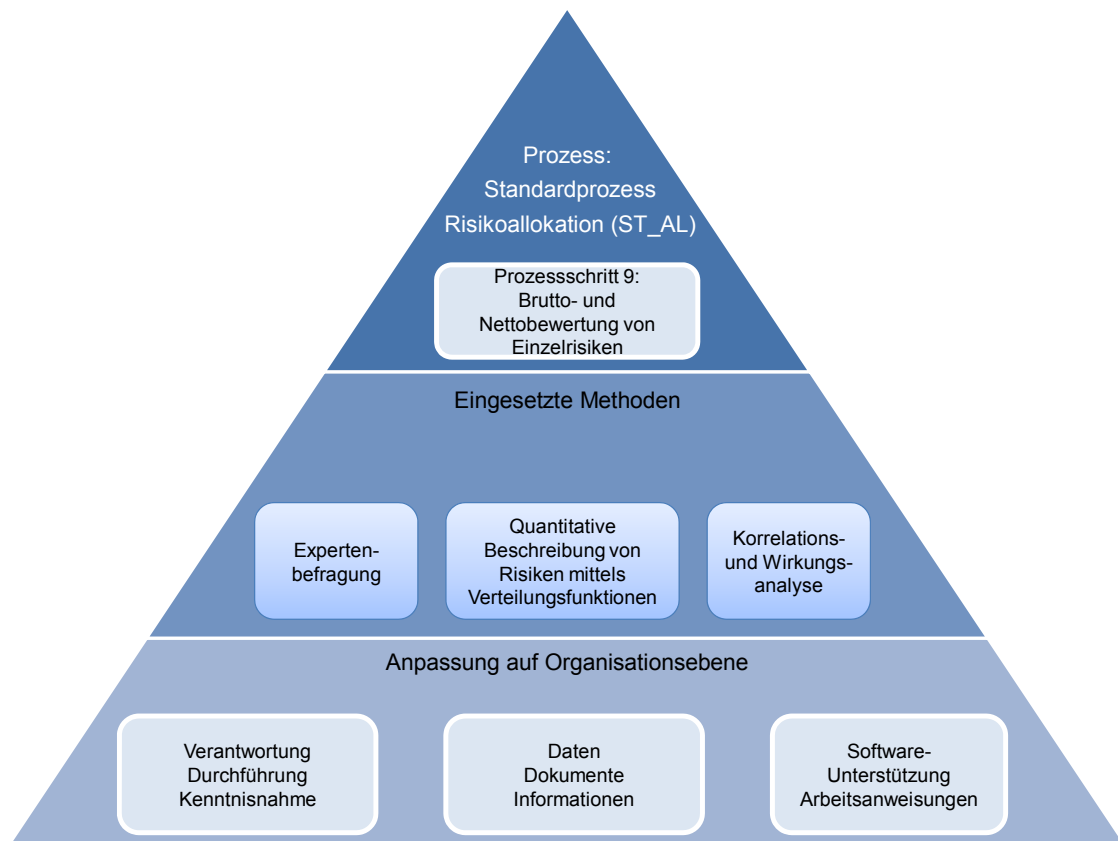 Prozess:
Standardprozess
Risikoallokation (ST_AL)
Prozessschritt 9:
Brutto- und
Nettobewertung von
Einzelrisiken
Eingesetzte Methoden
Experten-
befragung
Quantitative
Beschreibung von
Risiken mittels
Verteilungsfunktionen
Korrelations-
und Wirkungs-
analyse
Anpassung auf Organisationsebene
Verantwortung
Durchführung
Kenntnisnahme
Daten
Dokumente
Informationen
Software-
Unterstützung
Arbeitsanweisungen